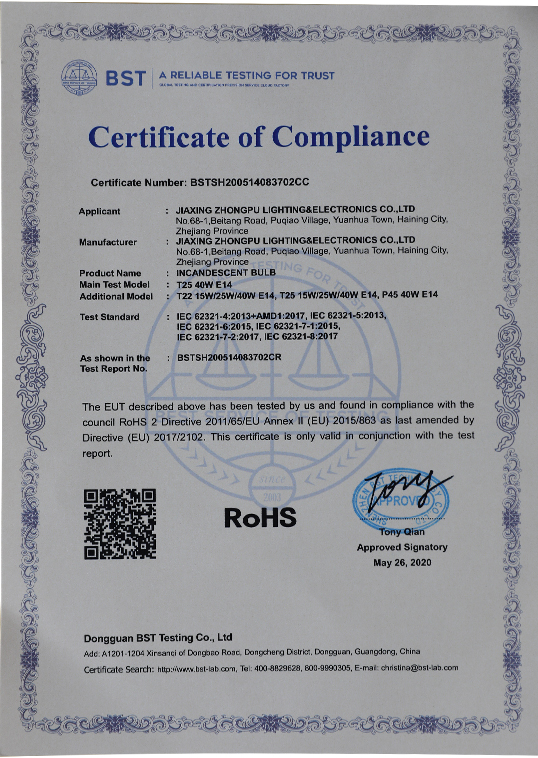 BST A RELIABLE TESTING FOR TRUST
Certificate of Compliance
Certificate Number: BSTSH200514083702CC
Applicant : JIAXING ZHONGPU LIGHTING&ELECTRONICS CO.,LTD
No.68-1,Beitang Road, Puqiao Village, Yuanhua Town, Haining City,
Zhejiang Province
Manufacturer : JIAXING ZHONGPU LIGHTING&ELECTRONICS CO.,LTD
No.68-1,Beitang Road, Puqiao Village, Yuanhua Town, Haining City,
Zhejiang Province
Product Name : INCANDESCENT BULB
Main Test Model : T25 40W E14
Additional Model : T22 15W/25W/40W E14, T25 15W/25W/40W E14, P45 40W E14
Test Standard : IEC 62321-4:2013+AMD1:2017, IEC 62321-5:2013,
IEC 62321-6:2015, IEC 62321-7-1:2015,
IEC 62321-7-2:2017, IEC 62321-8:2017
As shown in the : BSTSH200514083702CR
Test Report No.
The EUT described above has been tested by us and found in compliance with the
council RoHS 2 Directive 2011/65/EU Annex II (EU) 2015/863 as last amended by
Directive (EU) 2017/2102. This certificate is only valid in conjunction with the test
report.
SINCE
2003
RoHS
Tony
APPROVED
Tony Qian
Approved Signatory
May 26, 2020
Dongguan BST Testing Co., Ltd
Add: A1201-1204 Xinsanci of Dongbao Road, Dongcheng District, Dongguan, Guangdong, China
Certificate Search: http://www.bst-lab.com, Tel: 400-8829628, 800-9990305, E-mail: christina@bst-lab.com